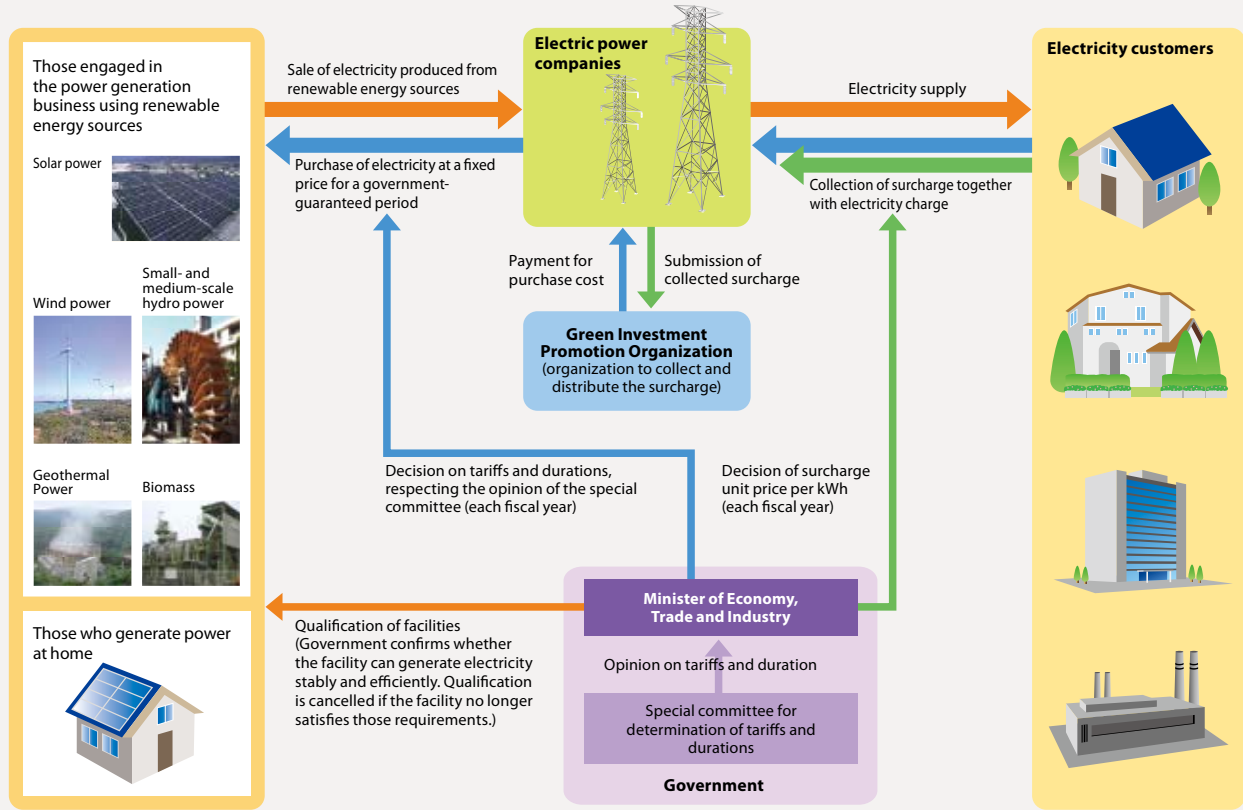 Those engaged in
the power generation
business using renewable
energy sources
Solar power
Wind power
Small- and
medium-scale
hydro power
Geothermal
Power
Biomass
Those who generate power
at home
Sale of electricity produced from
renewable energy sources
Purchase of electricity at a fixed
price for a government-
guaranteed period
Electric power
companies
Electricity supply
Collection of surcharge together
with electricity charge
Electricity customers
Payment for
purchase cost
Submission of
collected surcharge
Green Investment
Promotion Organization
(organization to collect and
distribute the surcharge)
Decision on tariffs and durations,
respecting the opinion of the special
committee (each fiscal year)
Decision of surcharge
unit price per kWh
(each fiscal year)
Qualification of facilities
(Government confirms whether
the facility can generate electricity
stably and efficiently. Qualification
is cancelled if the facility no longer
satisfies those requirements.)
Minister of Economy,
Trade and Industry
Opinion on tariffs and duration
Special committee for
determination of tariffs and
durations
Government